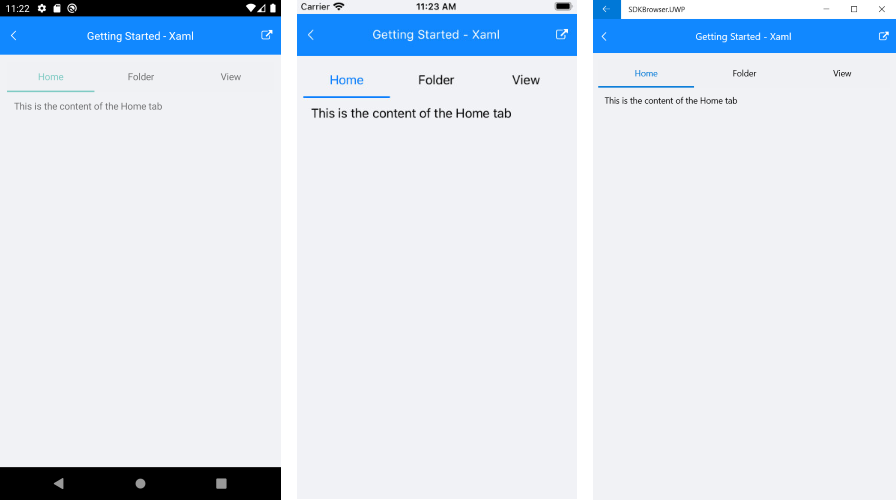 11:22
Getting Started - Xaml
Home Folder View
This is the content of the Home tab
Carrier 11:23 AM
Getting Started - Xaml
Home Folder View
This is the content of the Home tab
SDKBrowser.UWP
Getting Started - Xaml
Home Folder View
This is the content of the Home tab